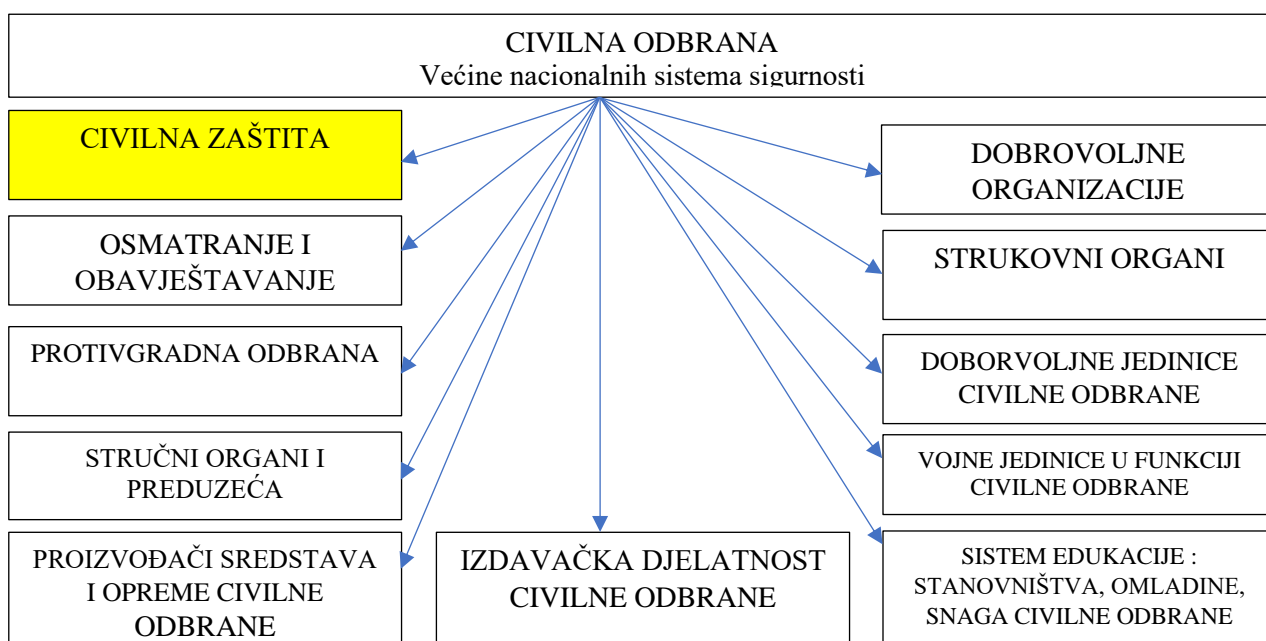 CIVILNA ODBRANA
Većine nacionalnih sistema sigurnosti
CIVILNA ZAŠTITA
OSMATRANJE I
OBAVJEŠTAVANJE
PROTIVGRADNA ODBRANA
STRUČNI ORGANI I
PREDUZEĆA
PROIZVOĐAČI SREDSTAVA
I OPREME CIVILNE
ODBRANE
IZDAVAČKA DJELATNOST
CIVILNE ODBRANE
DOBROVOLJNE
ORGANIZACIJE
STRUKOVNI ORGANI
DOBORVOLJNE JEDINICE
CIVILNE ODBRANE
VOJNE JEDINICE U FUNKCIJI
CIVILNE ODBRANE
SISTEM EDUKACIJE :
STANOVNIŠTVA, OMLADINE,
SNAGA CIVILNE ODBRANE